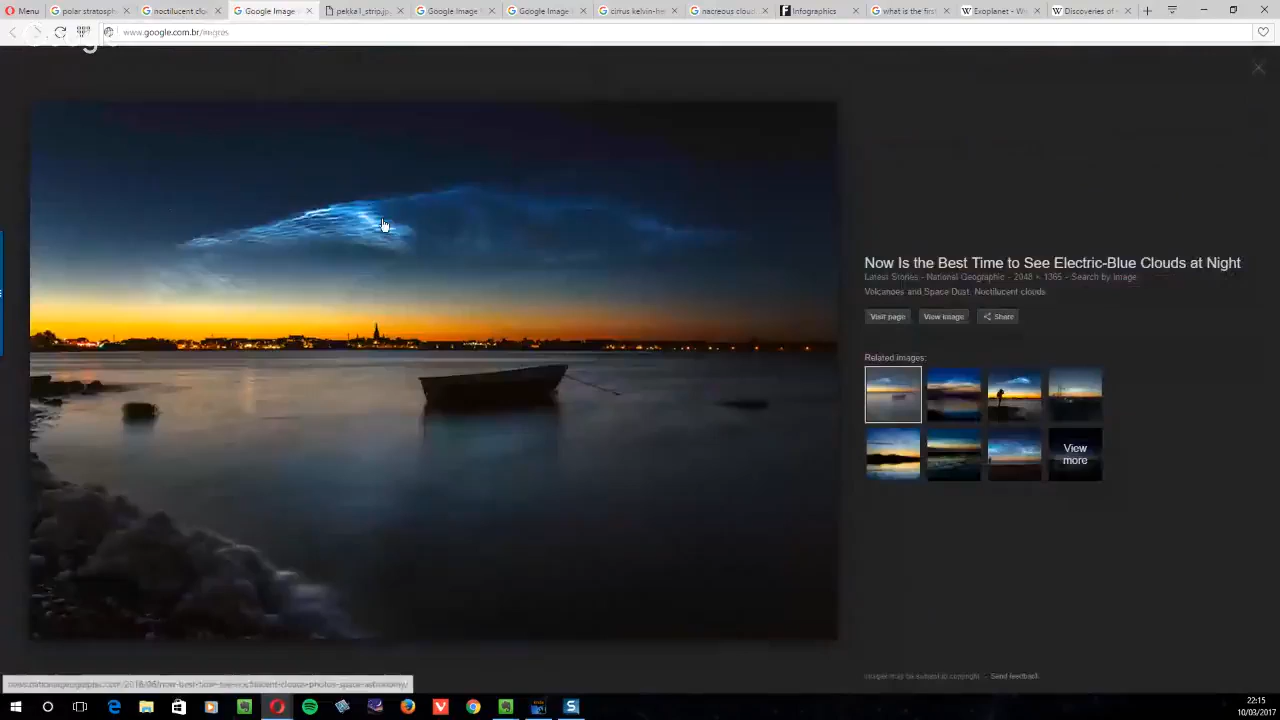 Menu
polar stratosph
noctilucent clou
Google Image
pekka1_strip.jp
Google Image
Google Image
cirrus kelvin-he
nacreous cloud
Infographics
what is the first
Exoplanet - Wi
Discoveries of
www.google.com.br/imgres
Now Is the Best Time to See Electric-Blue Clouds at Night
Latest Stories - National Geographic - 2048 × 1365 - Search by image
Volcanoes and Space Dust. Noctilucent clouds
Visit page
View image
Share
Related images:
View
more
Images may be subject to copyright. - Send feedback
22:15
10/03/2017